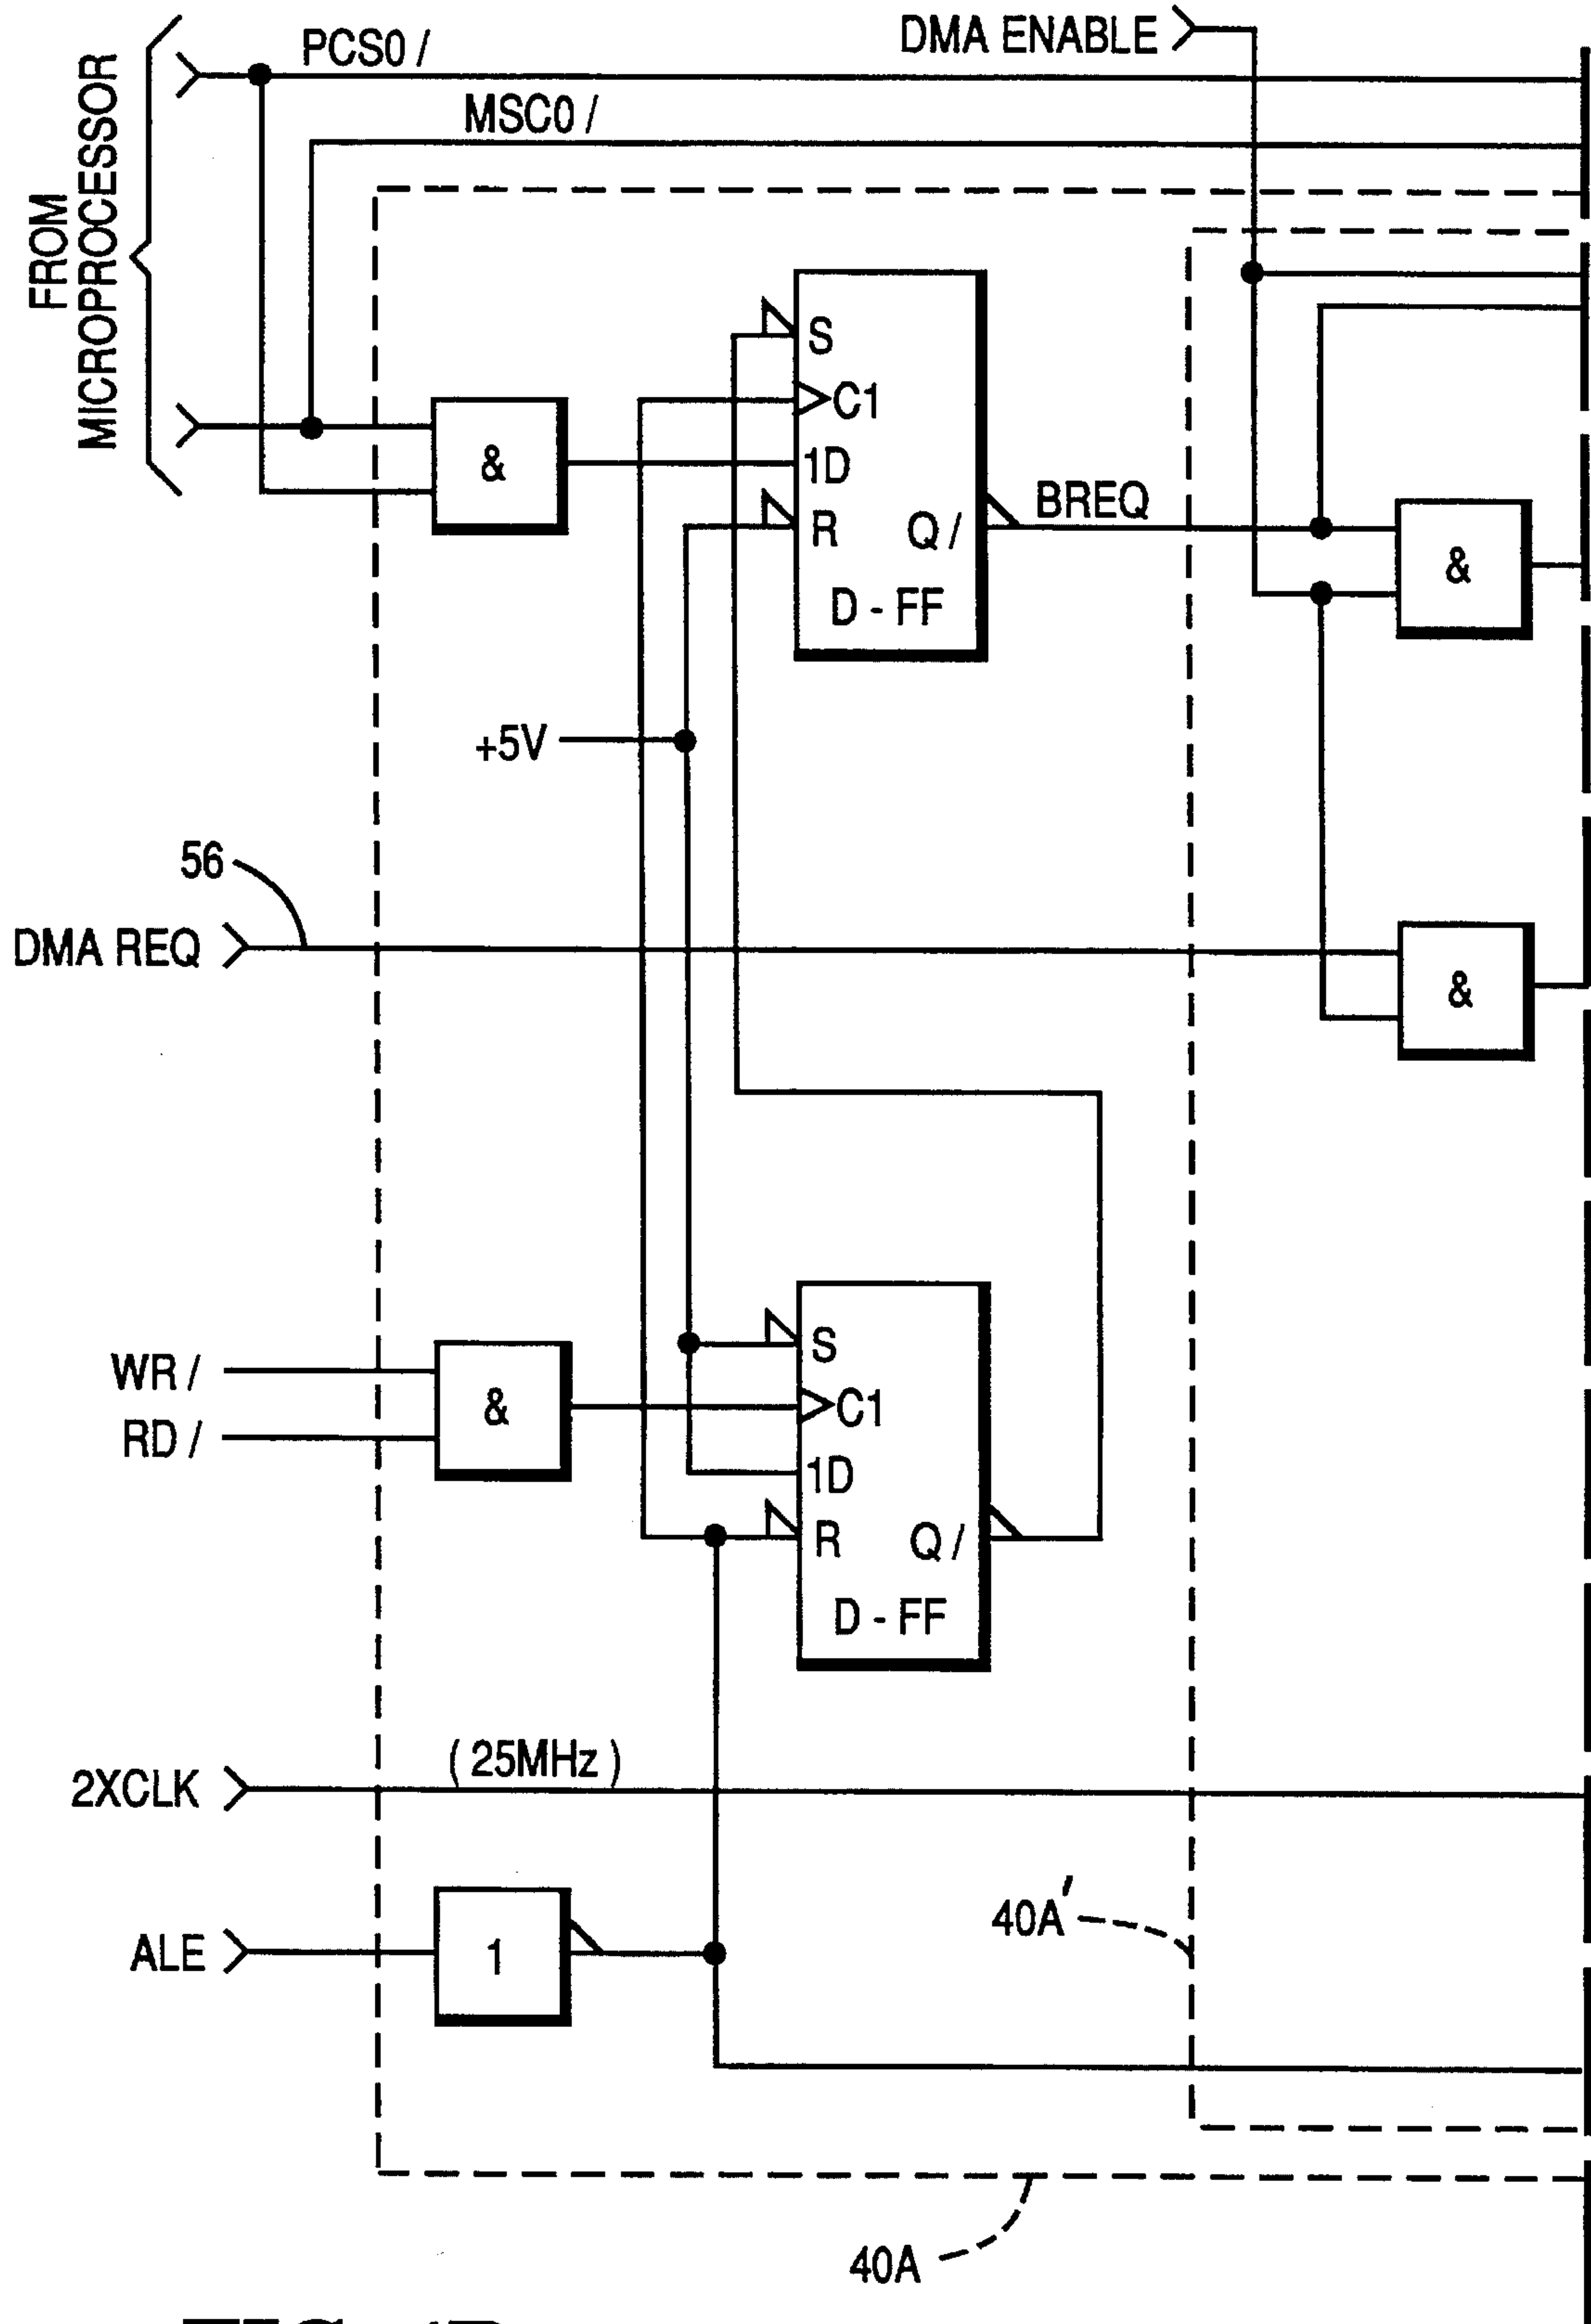 DMA ENABLE
PCS0 /
MSC0 /
FROM
MICROPROCESSOR
S
C1
&
1D
R
Q /
BREQ
&
D - FF
+5V
56
DMA REQ
&
S
WR /
&
C1
RD /
1D
R
Q /
D - FF
( 25MHz )
2XCLK
40A'
ALE
1
40A